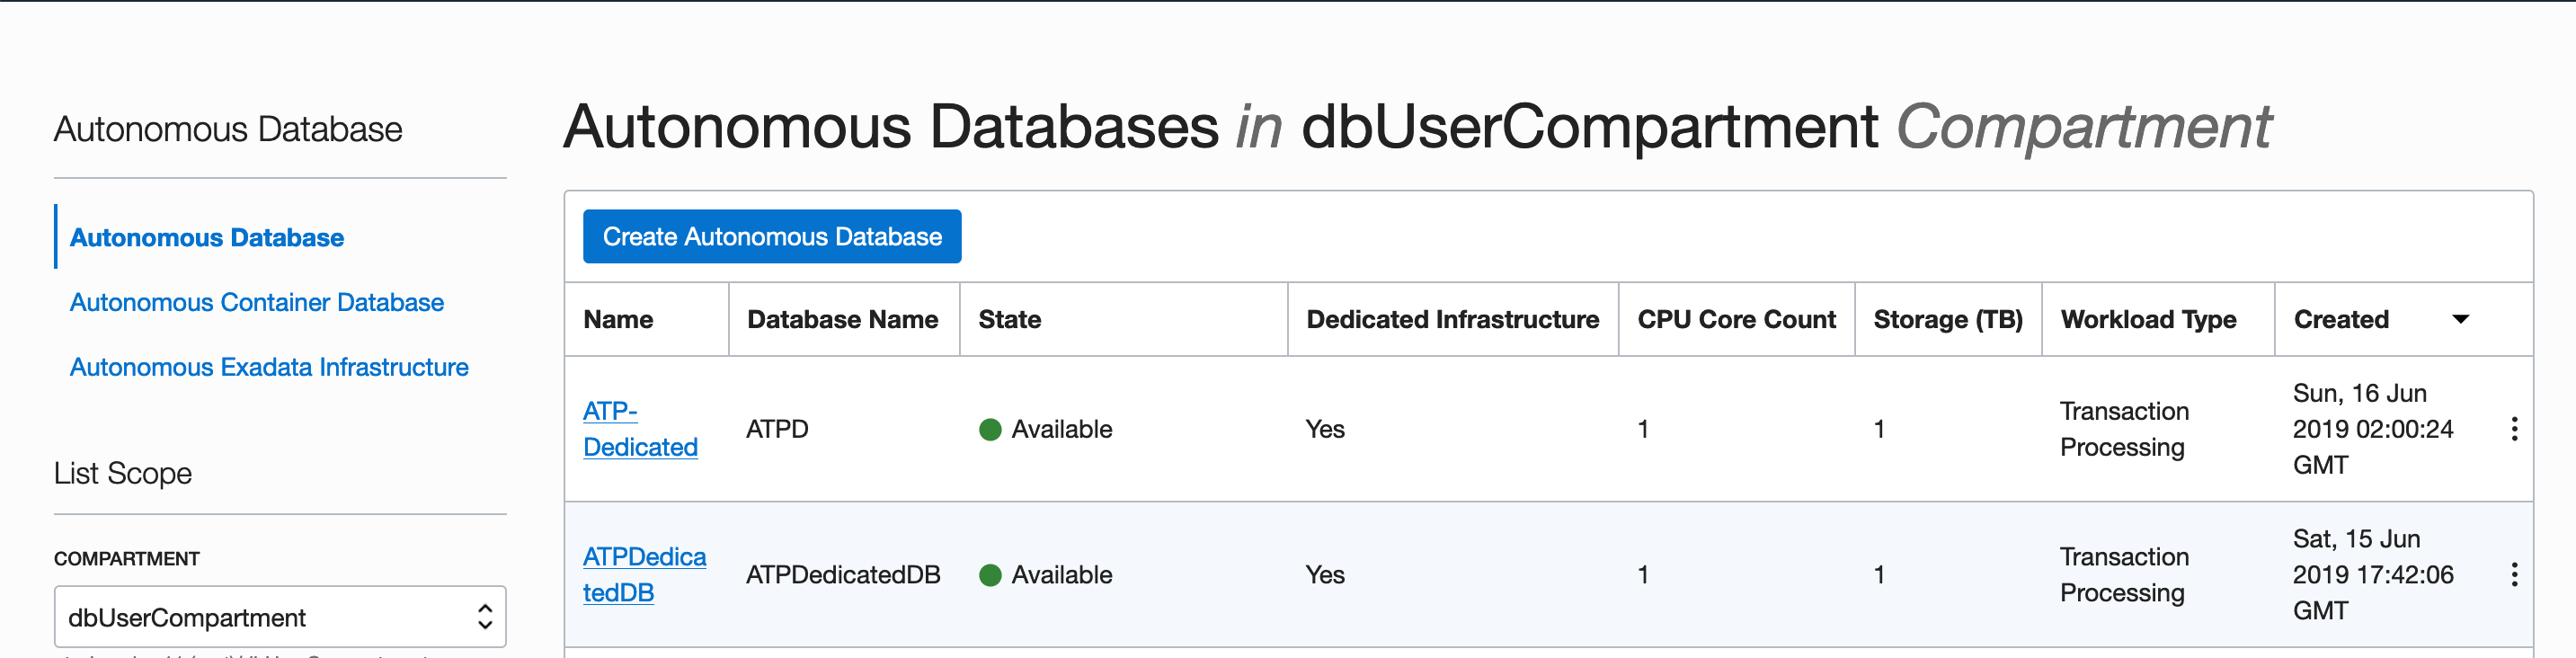 Autonomous Database
Autonomous Database
Autonomous Container Database
Autonomous Exadata Infrastructure
List Scope
COMPARTMENT
dbUserCompartment
Autonomous Databases in dbUserCompartment Compartment
Create Autonomous Database
Name Database Name State Dedicated Infrastructure CPU Core Count Storage (TB) Workload Type Created
ATP-
Dedicated
ATPD
Available
Yes
1
1
Transaction
Processing
Sun, 16 Jun
2019 02:00:24
GMT
ATPDedica
tedDB
ATPDedicatedDB
Available
Yes
1
1
Transaction
Processing
Sat, 15 Jun
2019 17:42:06
GMT